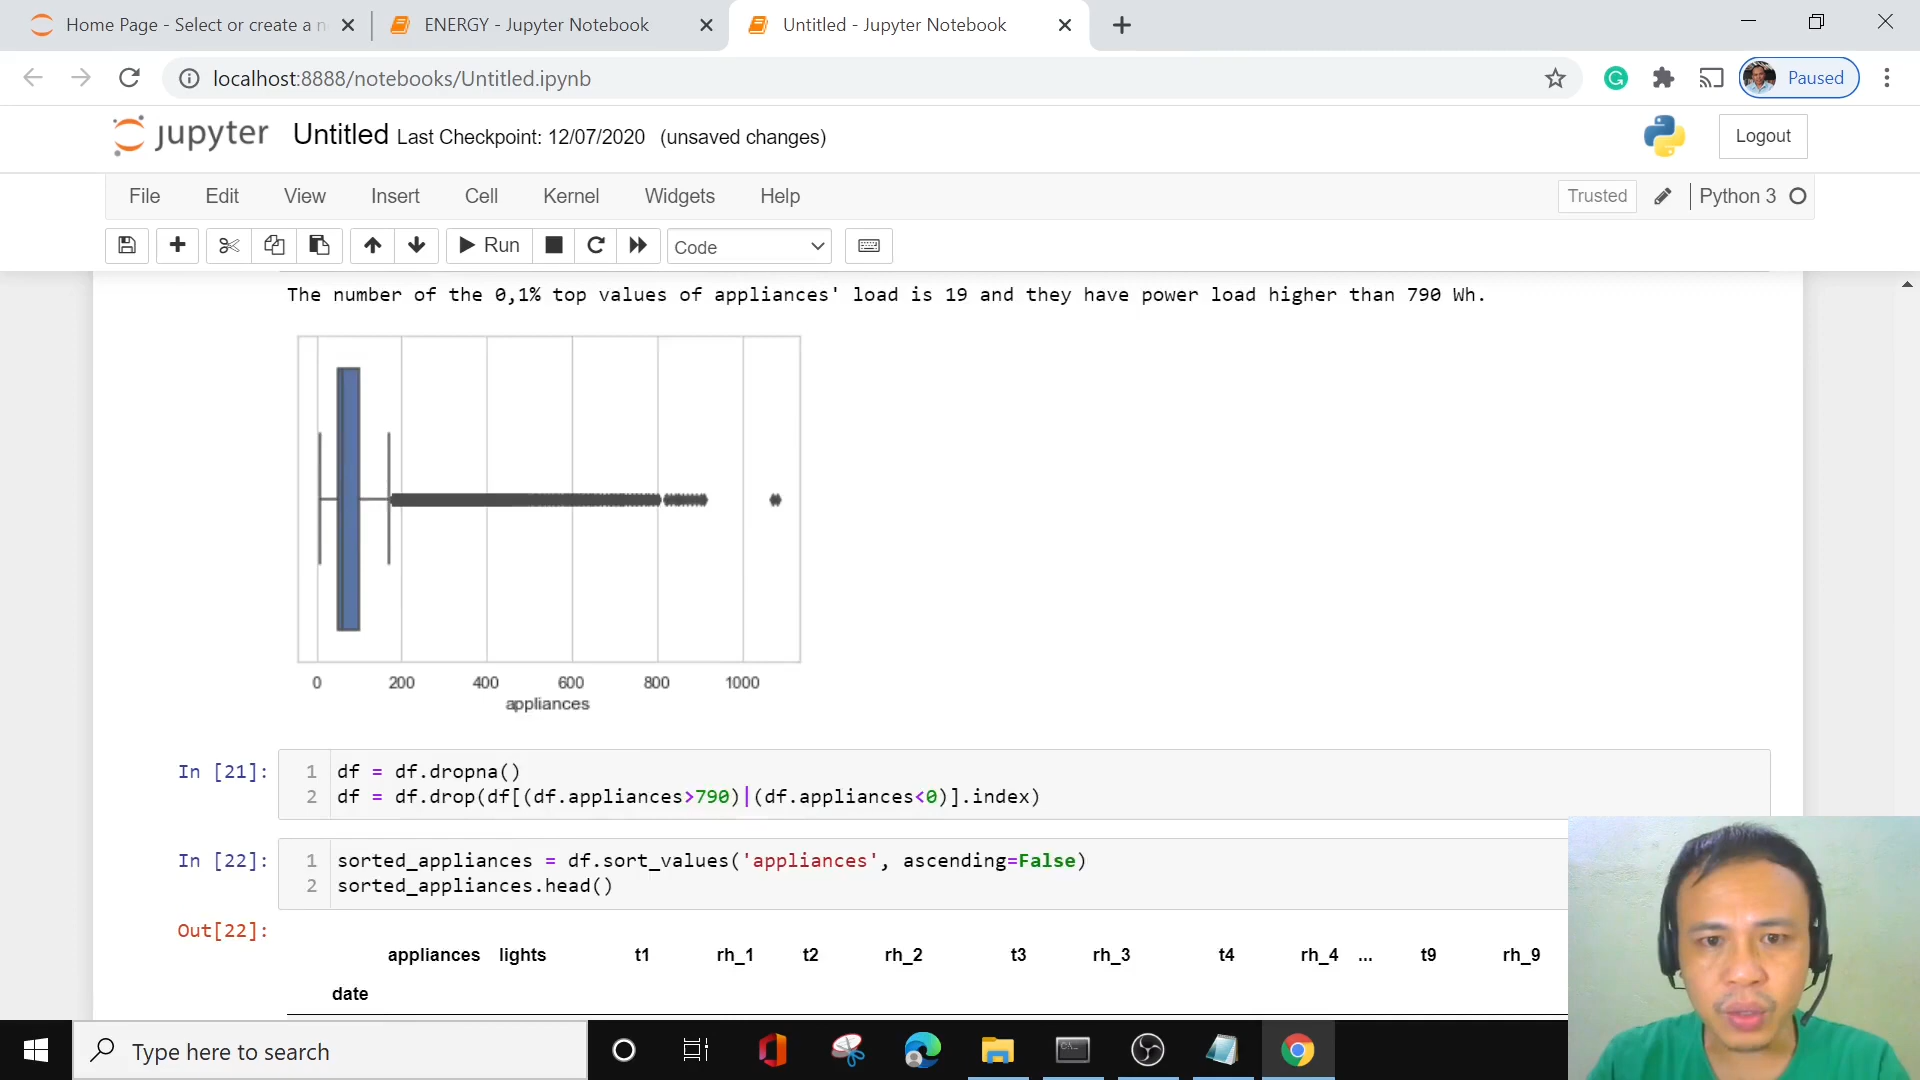 Home Page - Select or create a n
ENERGY - Jupyter Notebook
Untitled - Jupyter Notebook
localhost:8888/notebooks/Untitled.ipynb
Paused
jupyter Untitled Last Checkpoint: 12/07/2020 (unsaved changes)
Logout
File Edit View Insert Cell Kernel Widgets Help
Trusted
Python 3
Run
Code
The number of the 0,1% top values of appliances' load is 19 and they have power load higher than 790 Wh.
0 200 400 600 800 1000
appliances
In [21]:
1 df = df.dropna()
2 df = df.drop(df[(df.appliances>790)|(df.appliances<0)].index)
In [22]:
1 sorted_appliances = df.sort_values('appliances', ascending=False)
2 sorted_appliances.head()
Out[22]:
appliances lights t1 rh_1 t2 rh_2 t3 rh_3 t4 rh_4 ... t9 rh_9
date
Type here to search